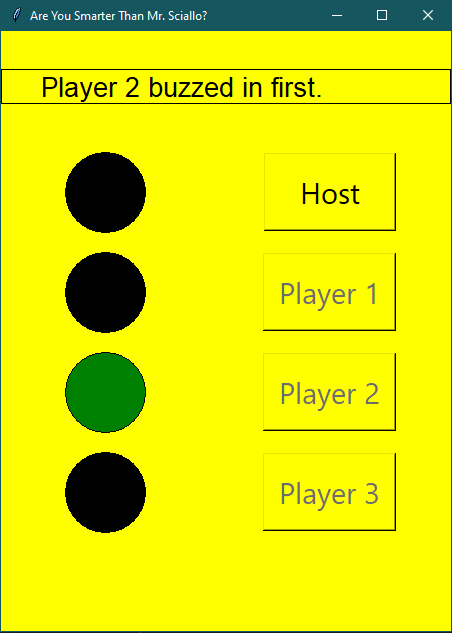 Are You Smarter Than Mr. Sciallo?
Player 2 buzzed in first.
Host
Player 1
Player 2
Player 3